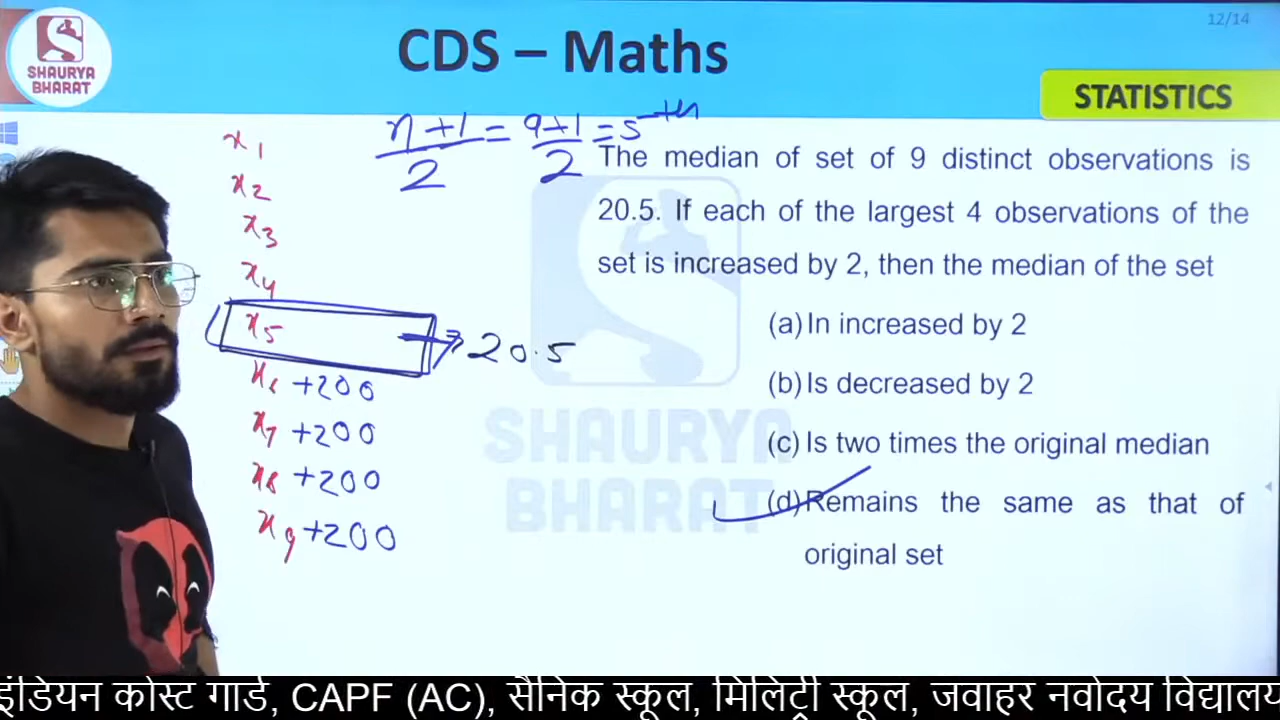 12/14
SHAURYA
BHARAT
CDS – Maths
STATISTICS
n+1/2 = 9+1/2 = 5th
x1
x2
x3
x4
x5 → 20.5
x6 +200
x7 +200
x8 +200
x9 +200
The median of set of 9 distinct observations is
20.5. If each of the largest 4 observations of the
set is increased by 2, then the median of the set
(a) In increased by 2
(b) Is decreased by 2
(c) Is two times the original median
(d) Remains the same as that of
original set
SHAURYA
BHARAT
इंडियन कोस्ट गार्ड, CAPF (AC), सैनिक स्कूल, मिलिट्री स्कूल, जवाहर नवोदय विद्यालय